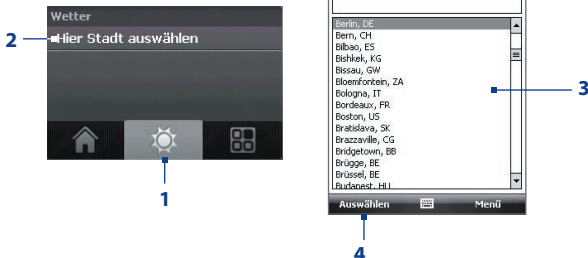 Wetter
Hier Stadt auswählen
2
1
Berlin, DE
Bern, CH
Bilbao, ES
Bishkek, KG
Bissau, GW
Bloemfontein, ZA
Bologna, IT
Bordeaux, FR
Boston, US
Bratislava, SK
Brazzaville, CG
Bridgetown, BB
Brügge, BE
Brüssel, BE
Budapest, HU
3
Auswählen
Menü
4